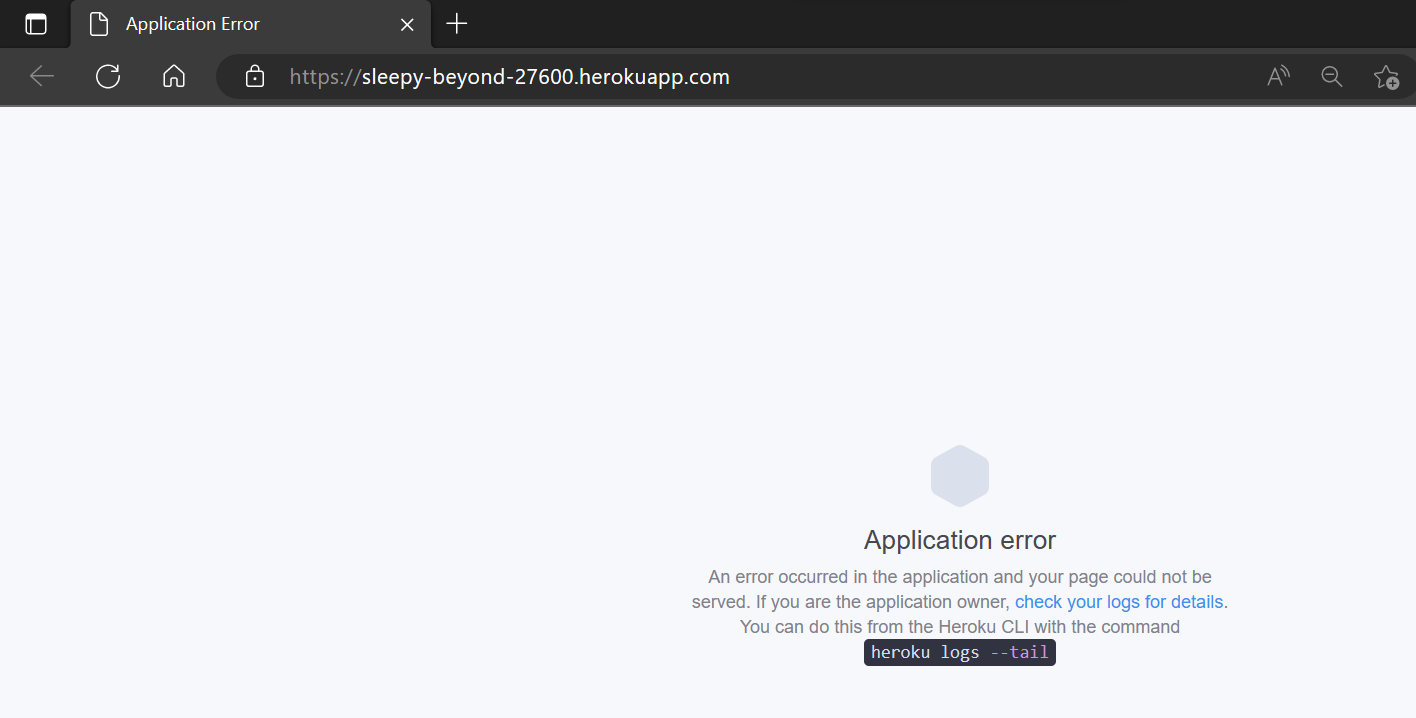 Application Error
https://sleepy-beyond-27600.herokuapp.com
Application error
An error occurred in the application and your page could not be
served. If you are the application owner, check your logs for details.
You can do this from the Heroku CLI with the command
heroku logs --tail